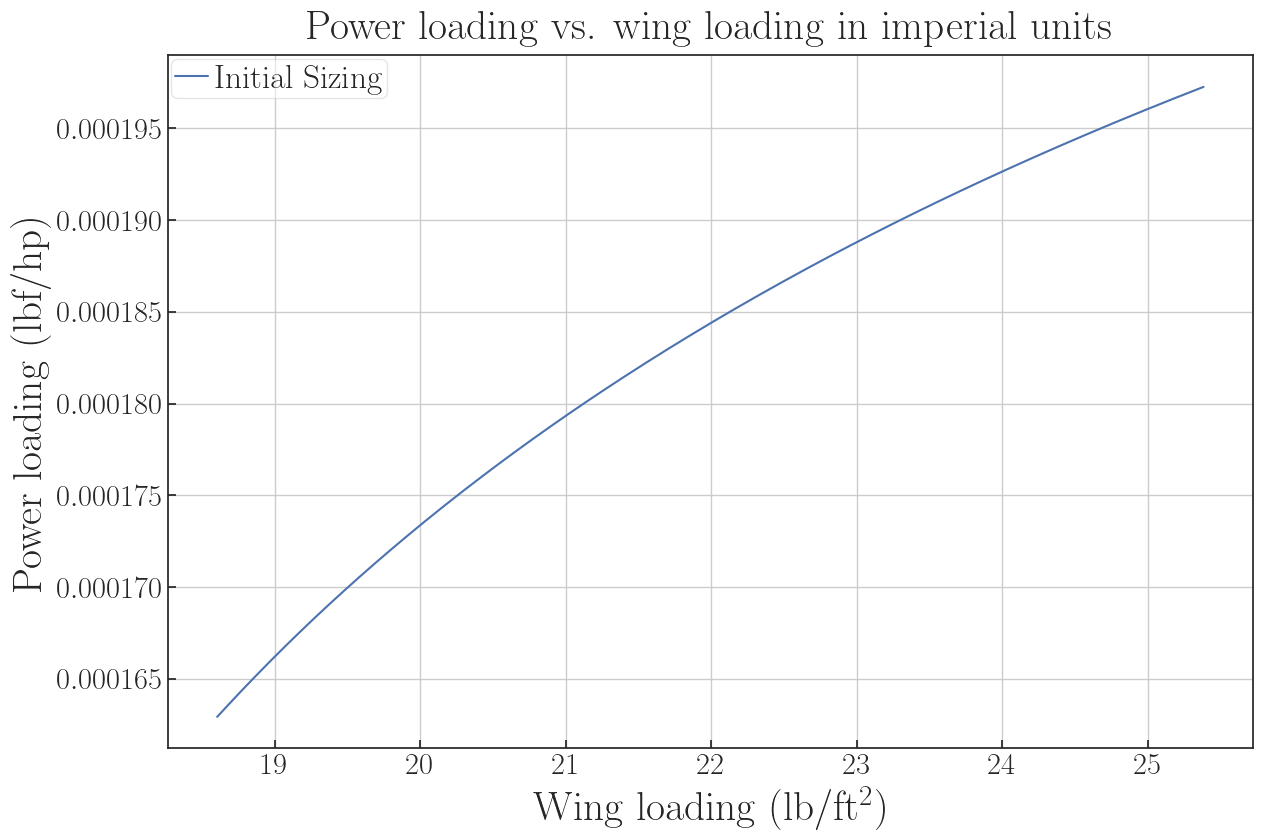 Power loading vs. wing loading in imperial units
Initial Sizing
Power loading (lbf/hp)
0.000195
0.000190
0.000185
0.000180
0.000175
0.000170
0.000165
19 20 21 22 23 24 25
Wing loading (lb/ft²)